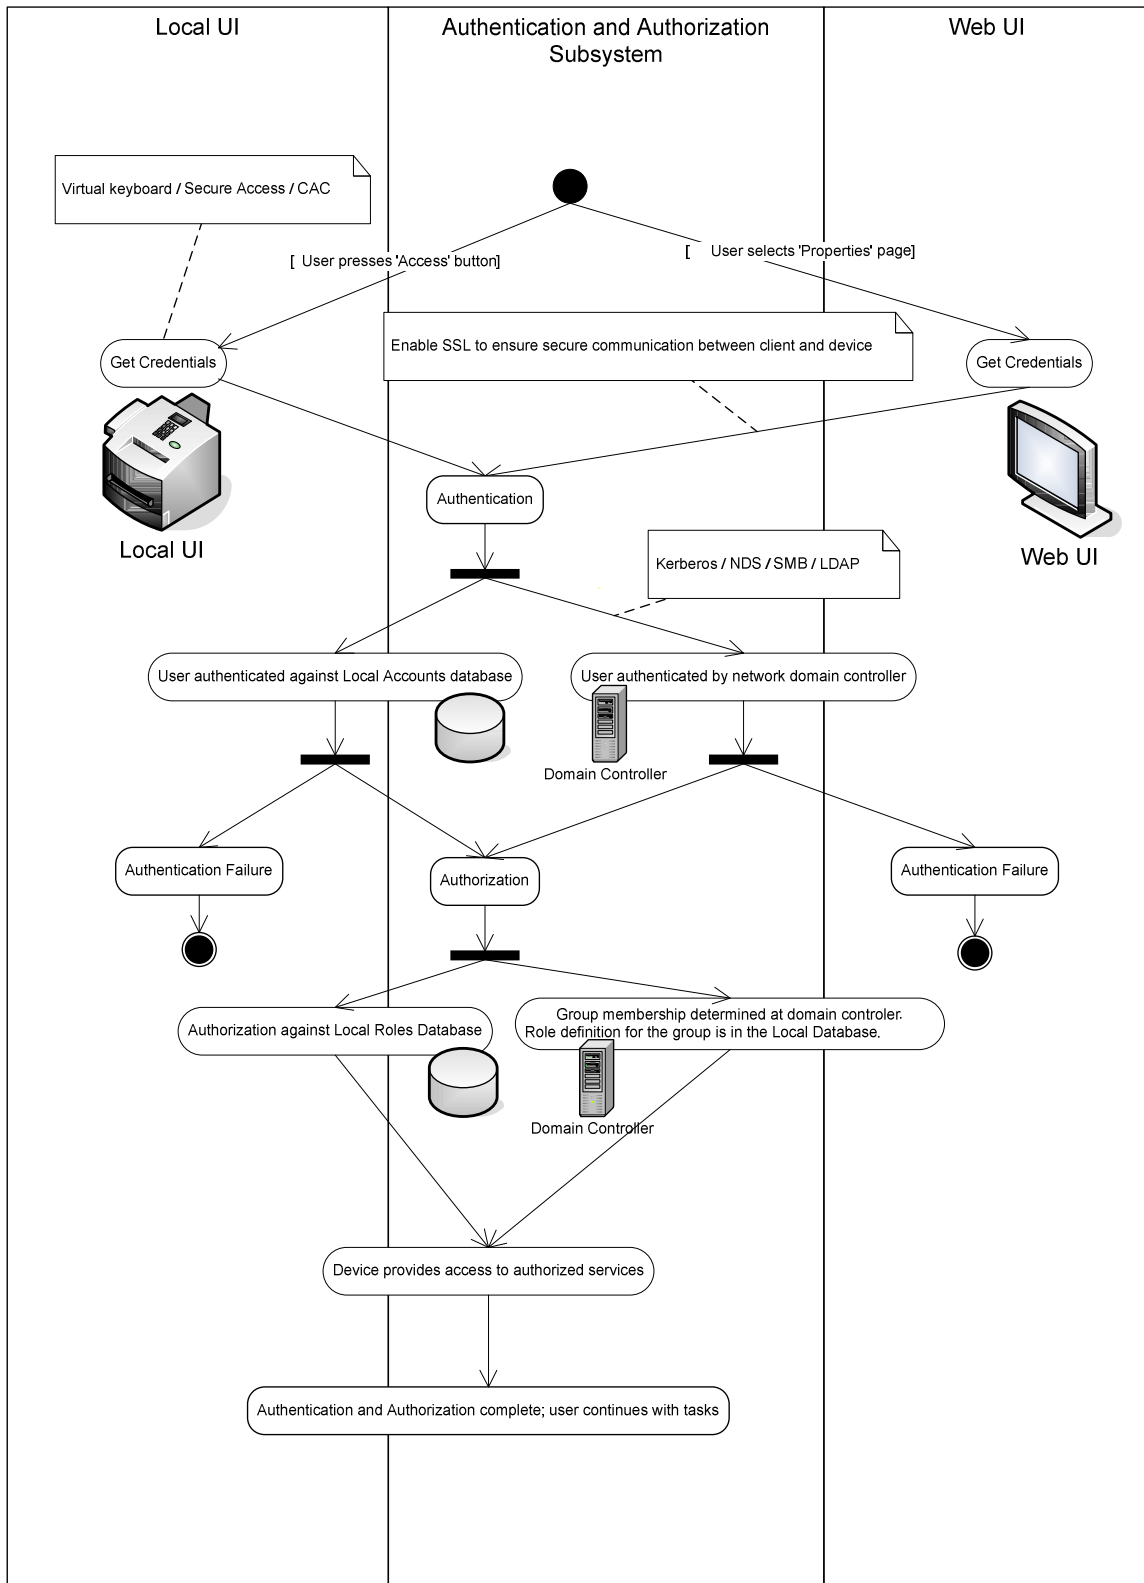 Local UI
Authentication and Authorization
Subsystem
Web UI
Virtual keyboard / Secure Access / CAC
[ User presses 'Access' button]
[ User selects 'Properties' page]
Enable SSL to ensure secure communication between client and device
Get Credentials
Get Credentials
Authentication
Local UI
Web UI
Kerberos / NDS / SMB / LDAP
User authenticated against Local Accounts database
User authenticated by network domain controller
Domain Controller
Authentication Failure
Authorization
Authentication Failure
Authorization against Local Roles Database
Group membership determined at domain controler.
Role definition for the group is in the Local Database.
Domain Controller
Device provides access to authorized services
Authentication and Authorization complete; user continues with tasks